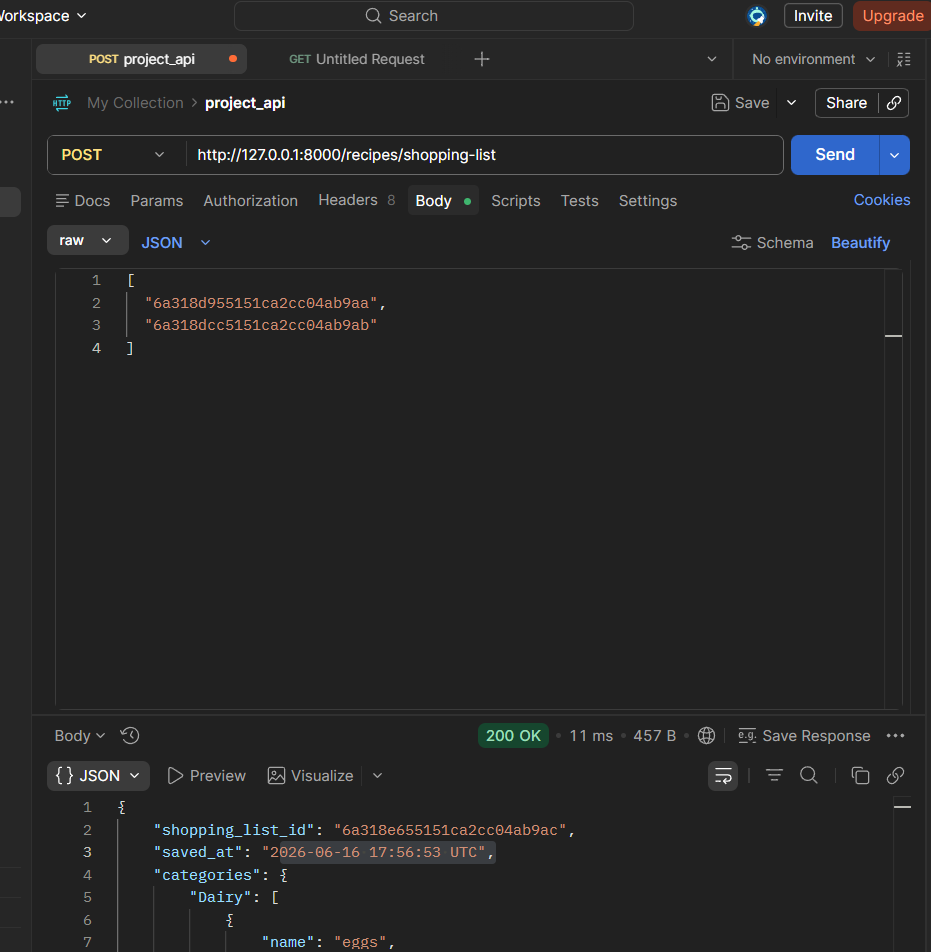 Workspace
Search
Invite
Upgrade
POST project_api
GET Untitled Request
No environment
HTTP
My Collection > project_api
Save
Share
POST
http://127.0.0.1:8000/recipes/shopping-list
Send
Docs
Params
Authorization
Headers 8
Body
Scripts
Tests
Settings
Cookies
raw
JSON
Schema
Beautify
1 [
2 "6a318d955151ca2cc04ab9aa",
3 "6a318dcc5151ca2cc04ab9ab"
4 ]
Body
200 OK • 11 ms • 457 B
e.g. Save Response
{} JSON
Preview
Visualize
1 {
2 "shopping_list_id": "6a318e655151ca2cc04ab9ac",
3 "saved_at": "2026-06-16 17:56:53 UTC",
4 "categories": {
5 "Dairy": [
6 {
7 "name": "eggs",